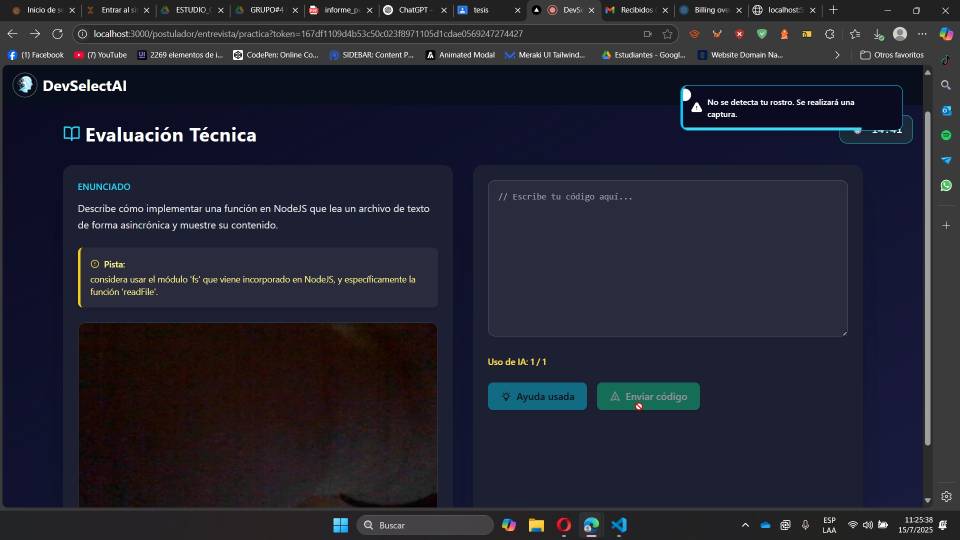 Inicio de s
Entrar al si
ESTUDIO_
GRUPO#4
informe_p
ChatGPT -
tesis
DevS
Recibidos
Billing over
localhost:
localhost:3000/postulador/entrevista/practica?token=167df1109d4b53c50c023f8971105d1cdae0569247274427
(1) Facebook
(7) YouTube
2269 elementos de i...
CodePen: Online Co...
SIDEBAR: Content P...
Animated Modal
Meraki UI Tailwind...
Estudiantes - Googl...
Website Domain Na...
Otros favoritos
DevSelectAI
No se detecta tu rostro. Se realizará una
captura.
14:41
Evaluación Técnica
ENUNCIADO
Describe cómo implementar una función en NodeJS que lea un archivo de texto
de forma asincrónica y muestre su contenido.
Pista:
considera usar el módulo 'fs' que viene incorporado en NodeJS, y específicamente la
función 'readFile'.
// Escribe tu código aquí...
Uso de IA: 1 / 1
Ayuda usada
Enviar código
Buscar
ESP
LAA
11:25:38
15/7/2025